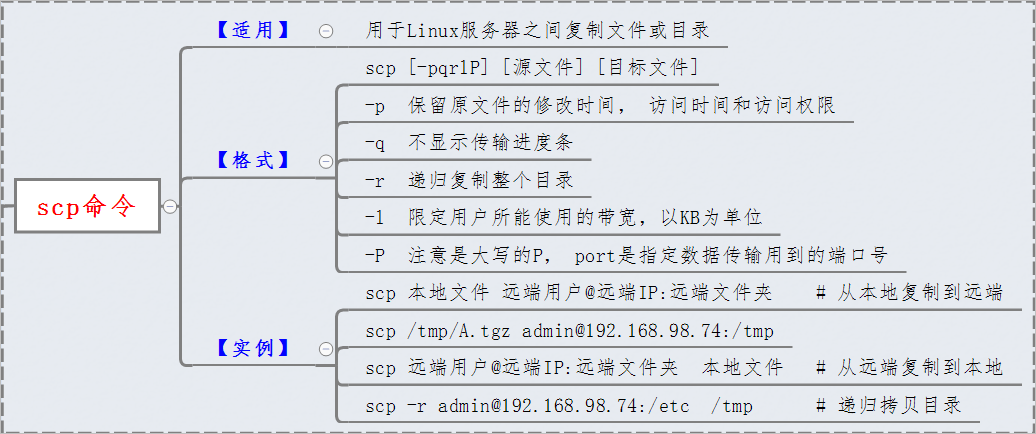 scp命令
【适用】
用于Linux服务器之间复制文件或目录
【格式】
scp [-pqrlP] [源文件] [目标文件]
-p 保留原文件的修改时间， 访问时间和访问权限
-q 不显示传输进度条
-r 递归复制整个目录
-l 限定用户所能使用的带宽，以KB为单位
-P 注意是大写的P， port是指定数据传输用到的端口号
【实例】
scp 本地文件 远端用户@远端IP:远端文件夹 # 从本地复制到远端
scp /tmp/A.tgz admin@192.168.98.74:/tmp
scp 远端用户@远端IP:远端文件夹 本地文件 # 从远端复制到本地
scp -r admin@192.168.98.74:/etc /tmp # 递归拷贝目录